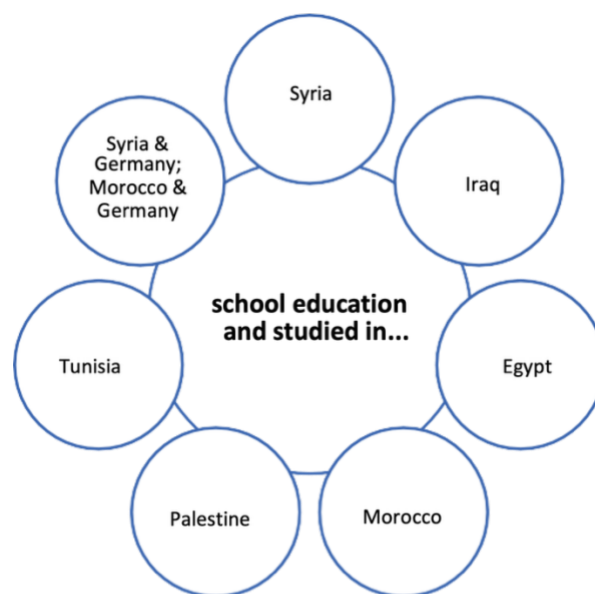 Syria
Syria &
Germany;
Morocco &
Germany
Iraq
school education
and studied in...
Tunisia
Egypt
Palestine
Morocco